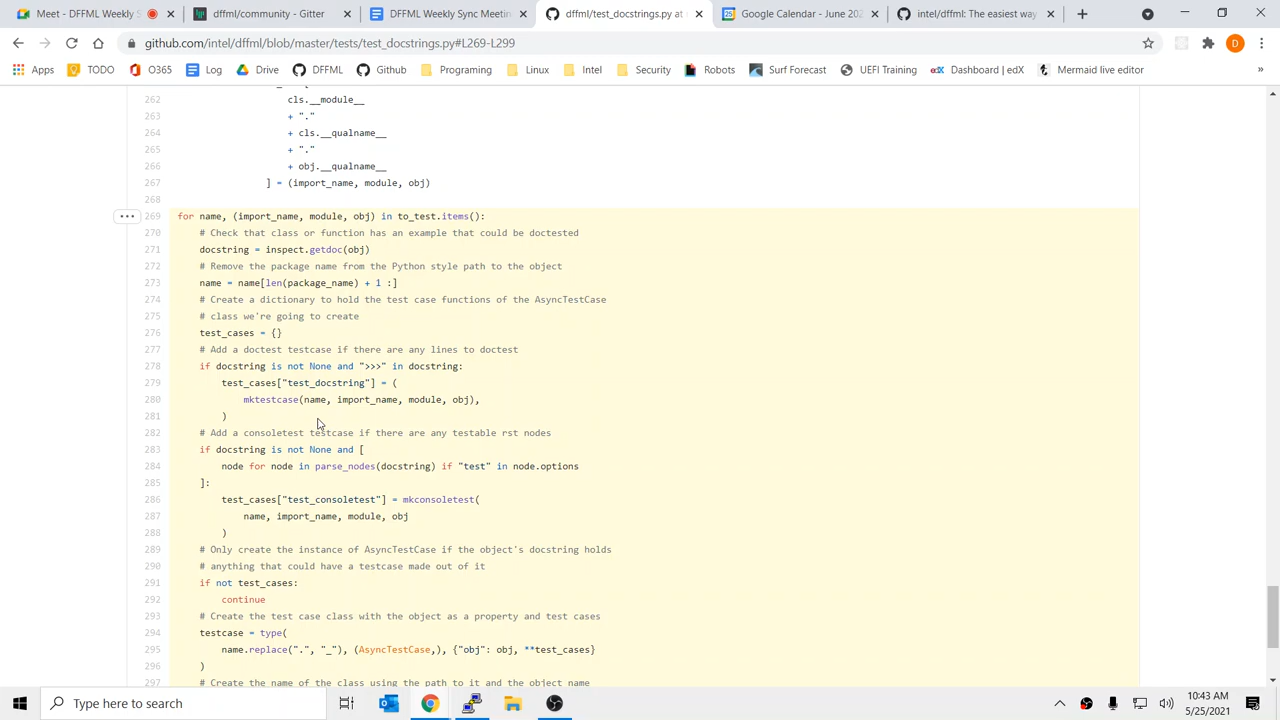 Meet - DFFML Weekly S
dffml/community - Gitter
DFFML Weekly Sync Meeting
dffml/test_docstrings.py at
Google Calendar - June 202
intel/dffml: The easiest way
github.com/intel/dffml/blob/master/tests/test_docstrings.py#L269-L299
D
Apps
TODO
O365
Log
Drive
DFFML
Github
Programing
Linux
Intel
Security
Robots
Surf Forecast
UEFI Training
edX Dashboard | edX
Mermaid live editor
»
262 cls.__module__
263 + "."
264 + cls.__qualname__
265 + "."
266 + obj.__qualname__
267 ] = (import_name, module, obj)
268
269 for name, (import_name, module, obj) in to_test.items():
270 # Check that class or function has an example that could be doctested
271 docstring = inspect.getdoc(obj)
272 # Remove the package name from the Python style path to the object
273 name = name[len(package_name) + 1 :]
274 # Create a dictionary to hold the test case functions of the AsyncTestCase
275 # class we're going to create
276 test_cases = {}
277 # Add a doctest testcase if there are any lines to doctest
278 if docstring is not None and ">>>" in docstring:
279 test_cases["test_docstring"] = (
280 mktestcase(name, import_name, module, obj),
281 )
282 # Add a consoletest testcase if there are any testable rst nodes
283 if docstring is not None and [
284 node for node in parse_nodes(docstring) if "test" in node.options
285 ]:
286 test_cases["test_consoletest"] = mkconsoletest(
287 name, import_name, module, obj
288 )
289 # Only create the instance of AsyncTestCase if the object's docstring holds
290 # anything that could have a testcase made out of it
291 if not test_cases:
292 continue
293 # Create the test case class with the object as a property and test cases
294 testcase = type(
295 name.replace(".", "_"), (AsyncTestCase,), {"obj": obj, **test_cases}
296 )
297 # Create the name of the class using the path to it and the object name
Type here to search
10:43 AM
5/25/2021